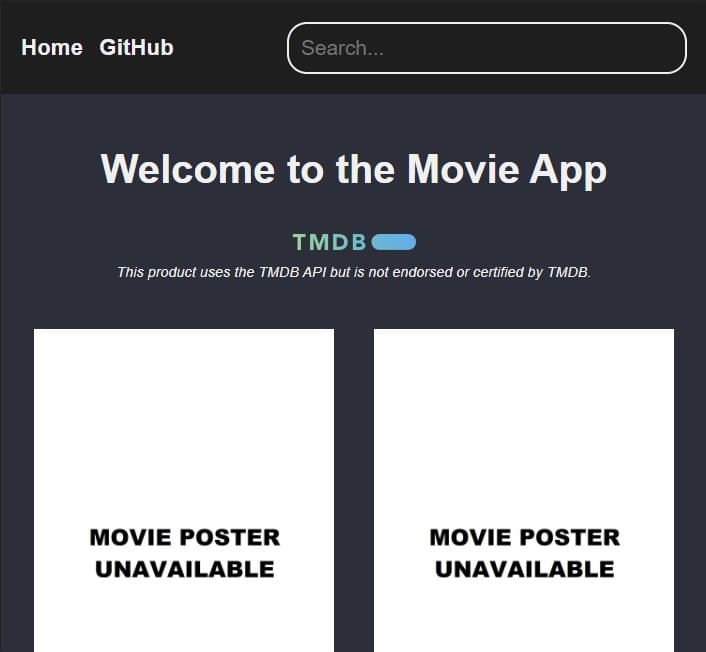 Home GitHub Search...
Welcome to the Movie App
TMDB
This product uses the TMDB API but is not endorsed or certified by TMDB.
MOVIE POSTER
UNAVAILABLE
MOVIE POSTER
UNAVAILABLE